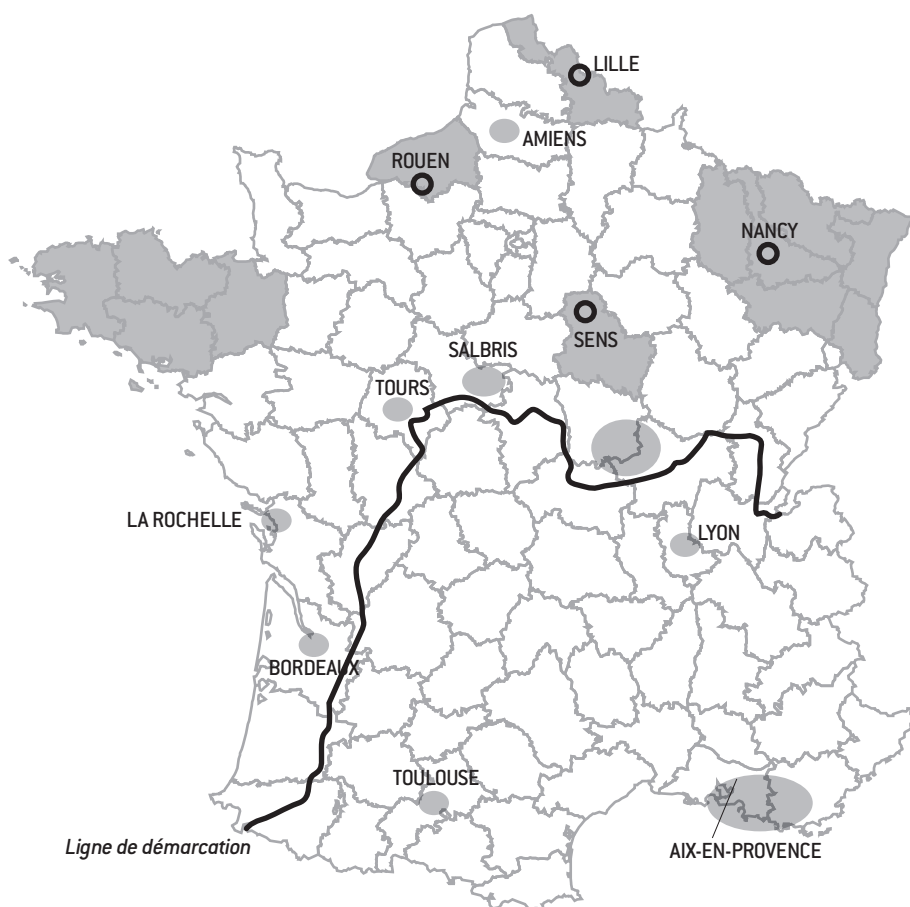 LILLE
AMIENS
ROUEN
NANCY
SENS
SALBRIS
TOURS
LA ROCHELLE
LYON
BORDEAUX
TOULOUSE
Ligne de démarcation
AIX-EN-PROVENCE